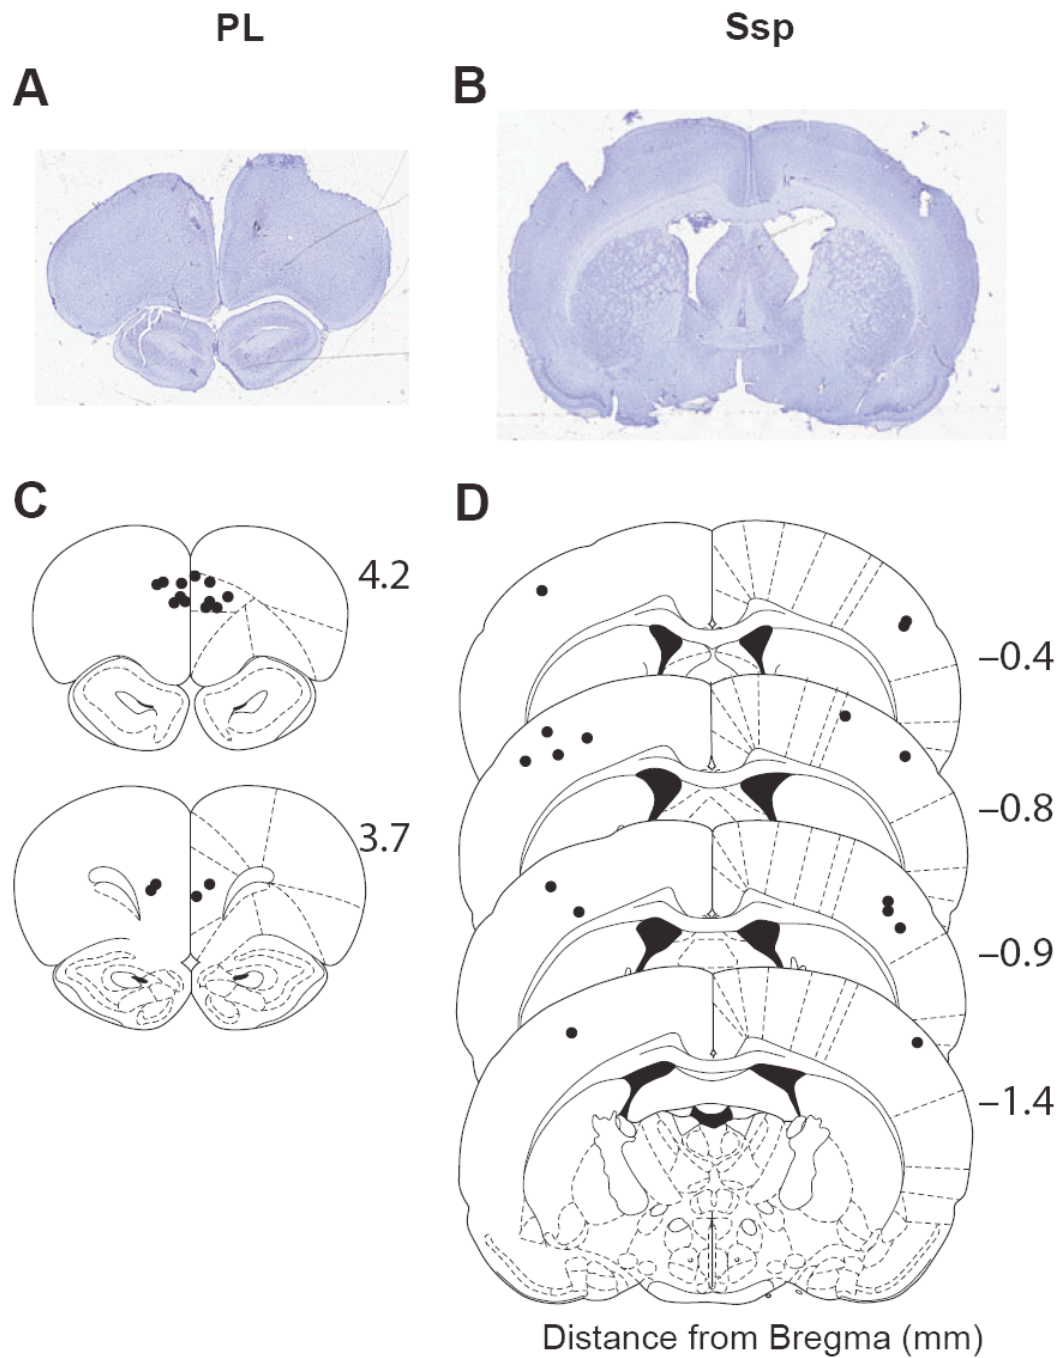 PL
Ssp
A
B
C
D
4.2
3.7
–0.4
–0.8
–0.9
–1.4
Distance from Bregma (mm)